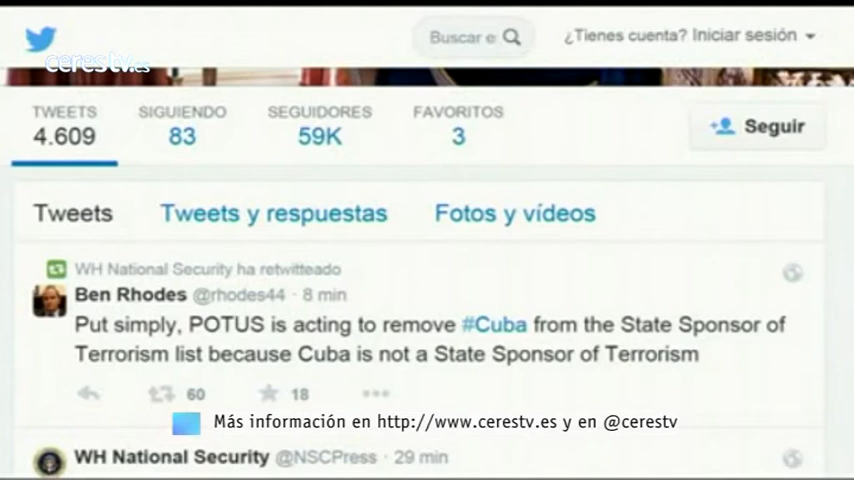 Buscar e
¿Tienes cuenta? Iniciar sesión
cerestv.es
TWEETS SIGUIENDO SEGUIDORES FAVORITOS
4.609 83 59K 3
Seguir
Tweets Tweets y respuestas Fotos y vídeos
WH National Security ha retwitteado
Ben Rhodes @rhodes44 · 8 min
Put simply, POTUS is acting to remove #Cuba from the State Sponsor of
Terrorism list because Cuba is not a State Sponsor of Terrorism
60 18
Más información en http://www.cerestv.es y en @cerestv
WH National Security @NSCPress · 29 min